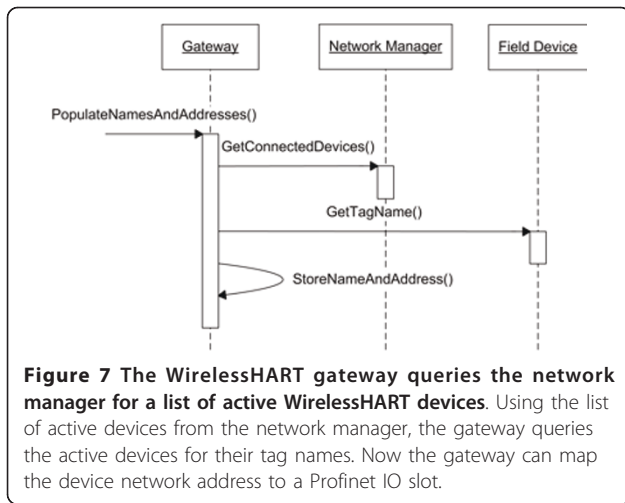 Gateway
Network Manager
Field Device
PopulateNamesAndAddresses()
GetConnectedDevices()
GetTagName()
StoreNameAndAddress()
Figure 7 The WirelessHART gateway queries the network
manager for a list of active WirelessHART devices. Using the list
of active devices from the network manager, the gateway queries
the active devices for their tag names. Now the gateway can map
the device network address to a Profinet IO slot.